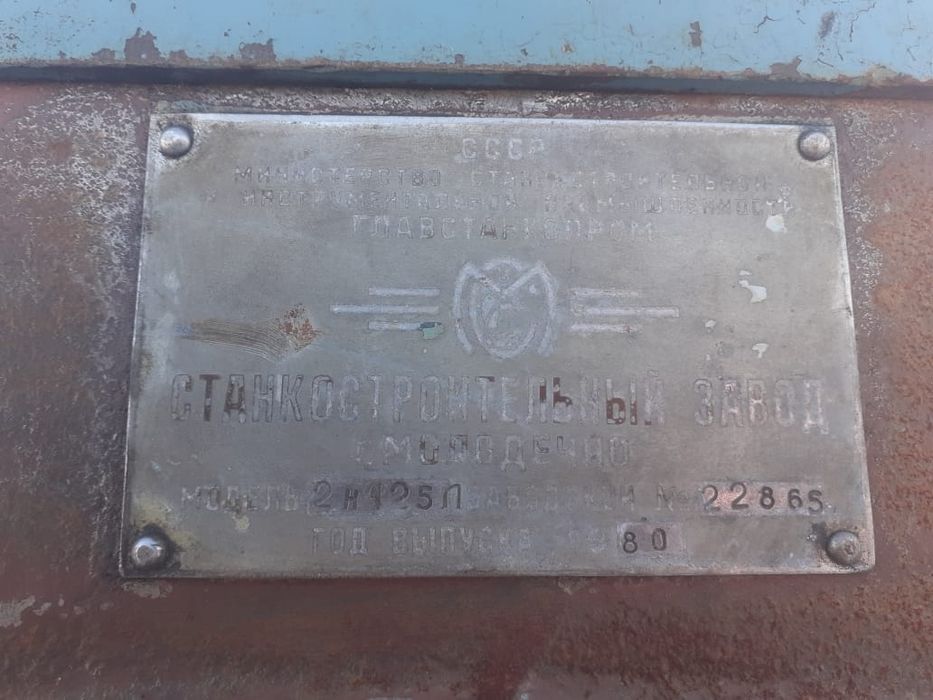 СССР
МИНИСТЕРСТВО СТАНКОСТРОИТЕЛЬНОЙ
И ИНСТРУМЕНТАЛЬНОЙ ПРОМЫШЛЕННОСТИ
ГЛАВСТАНКОПРОМ
СТАНКОСТРОИТЕЛЬНЫЙ ЗАВОД
г. МОЛОДЕЧНО
МОДЕЛЬ 2Н125Л ЗАВОДСКОЙ № 22865
ГОД ВЫПУСКА 1980